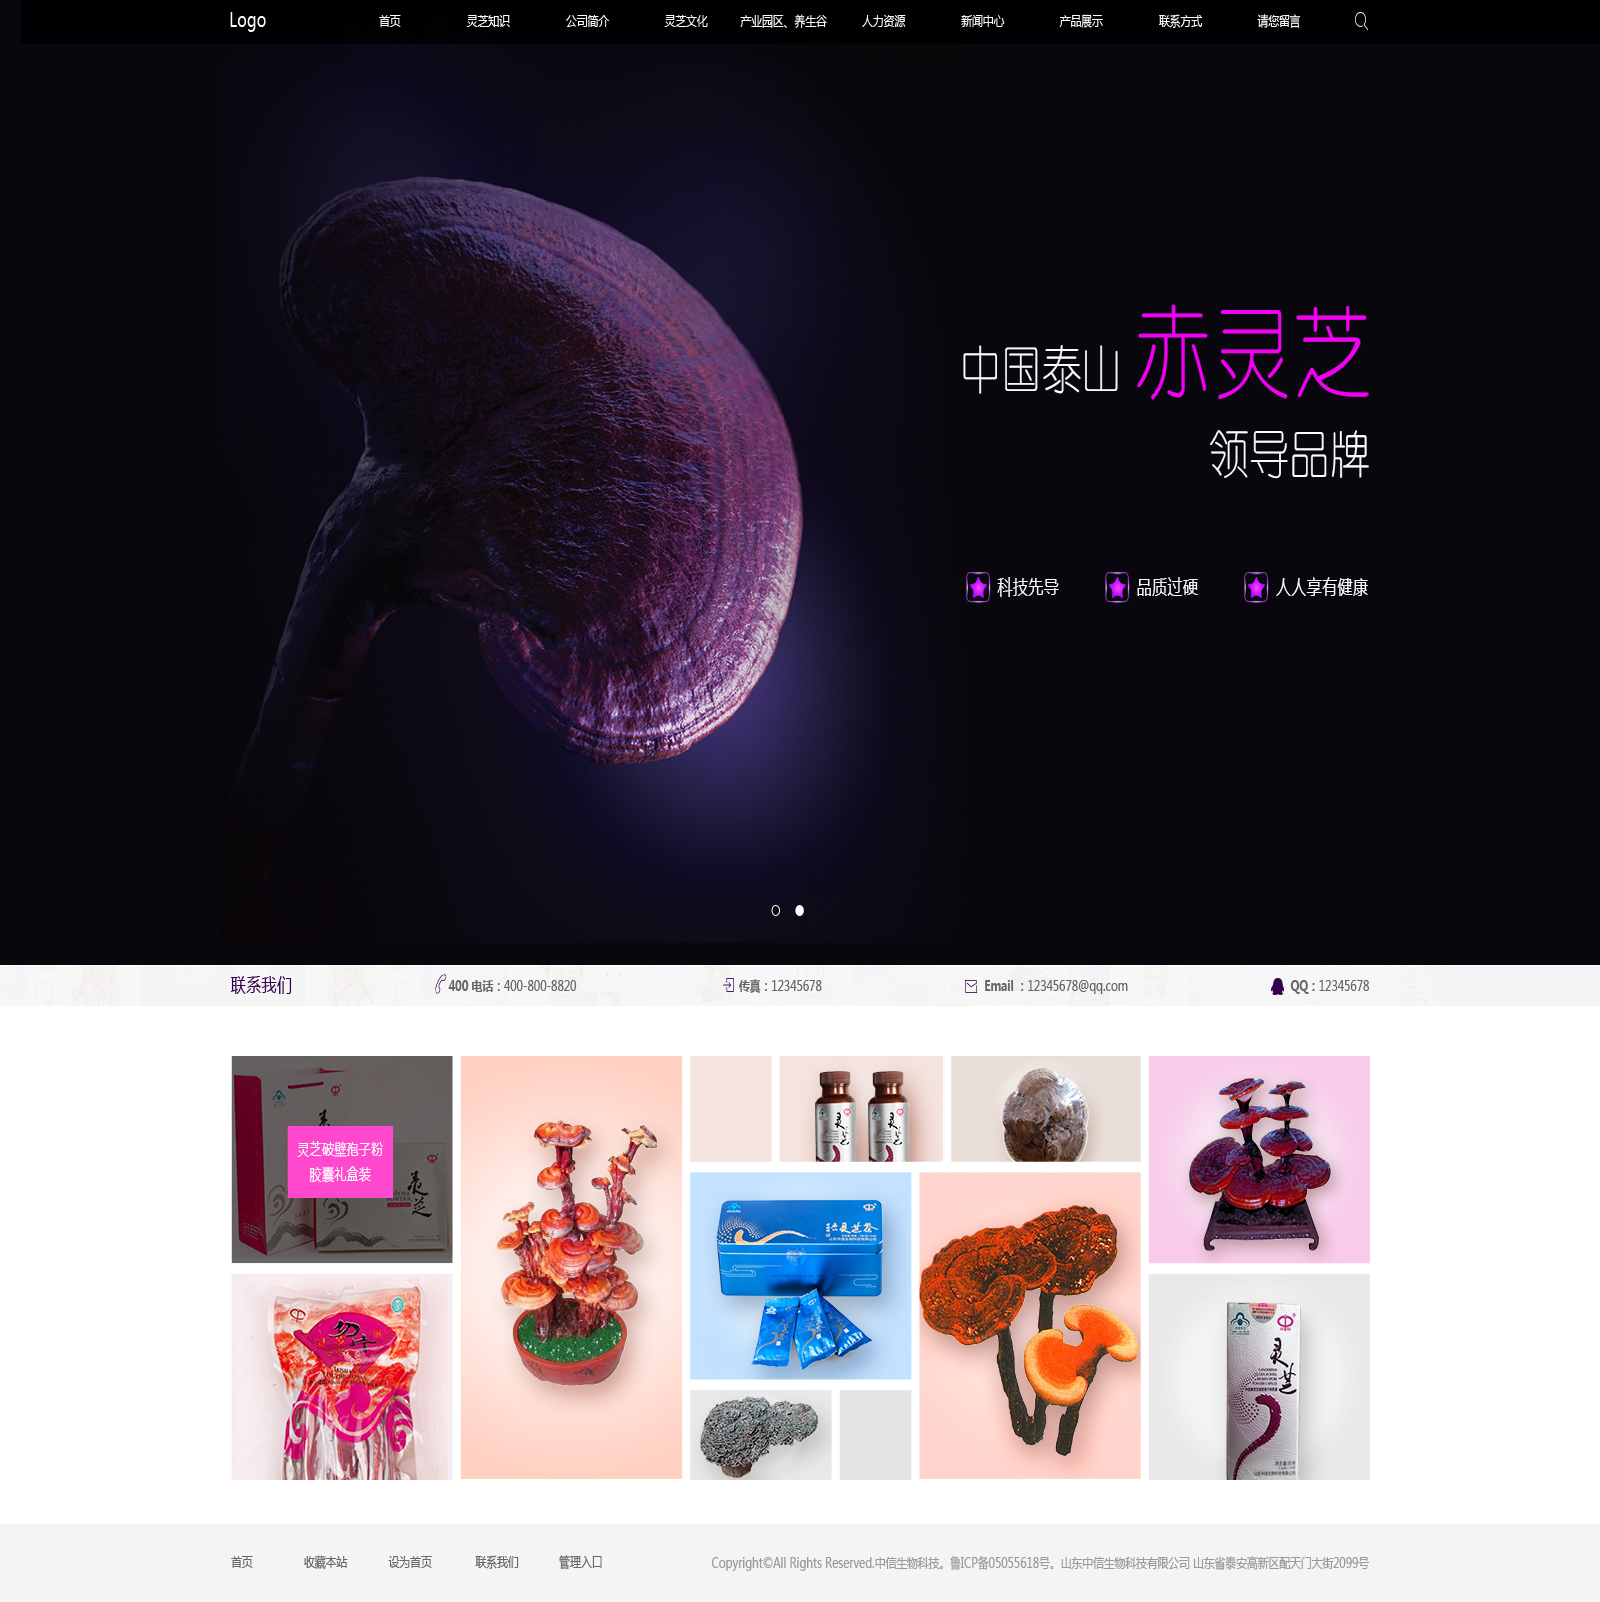 Logo 首页 灵芝知识 公司简介 灵芝文化 产业园区、养生谷 人力资源 新闻中心 产品展示 联系方式 请您留言
中国泰山 赤灵芝
领导品牌
科技先导 品质过硬 人人享有健康
联系我们 400 电话 : 400-800-8820 传真 : 12345678 Email : 12345678@qq.com QQ : 12345678
灵芝破壁孢子粉
胶囊礼盒装
灵芝
首页 收藏本站 设为首页 联系我们 管理入口 Copyright©All Rights Reserved.中信生物科技。鲁ICP备05055618号。山东中信生物科技有限公司 山东省泰安高新区配天门大街2099号